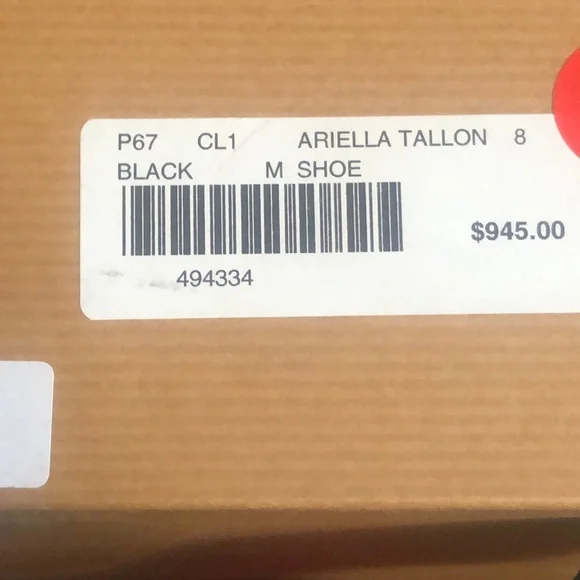 P67 CL1 ARIELLA TALLON 8
BLACK M SHOE
$945.00
494334